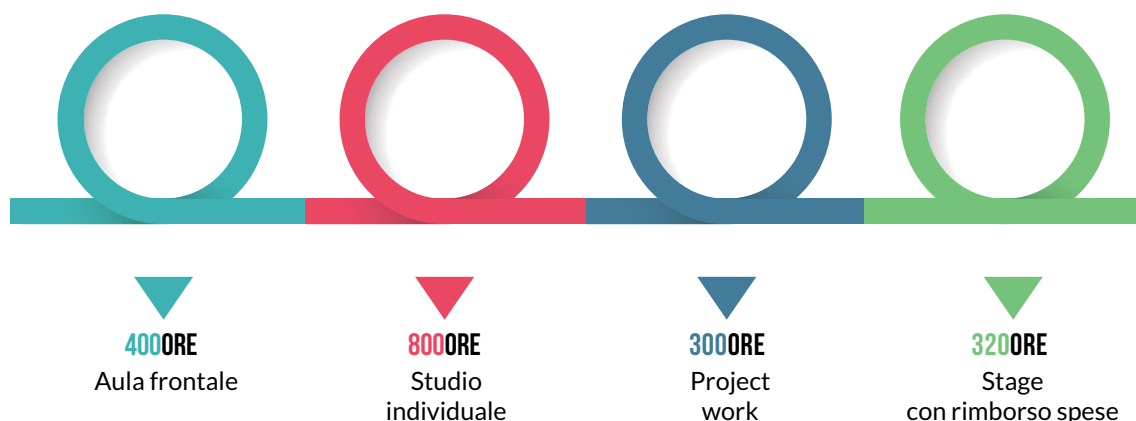 400ORE
Aula frontale
800ORE
Studio
individuale
300ORE
Project
work
320ORE
Stage
con rimborso spese